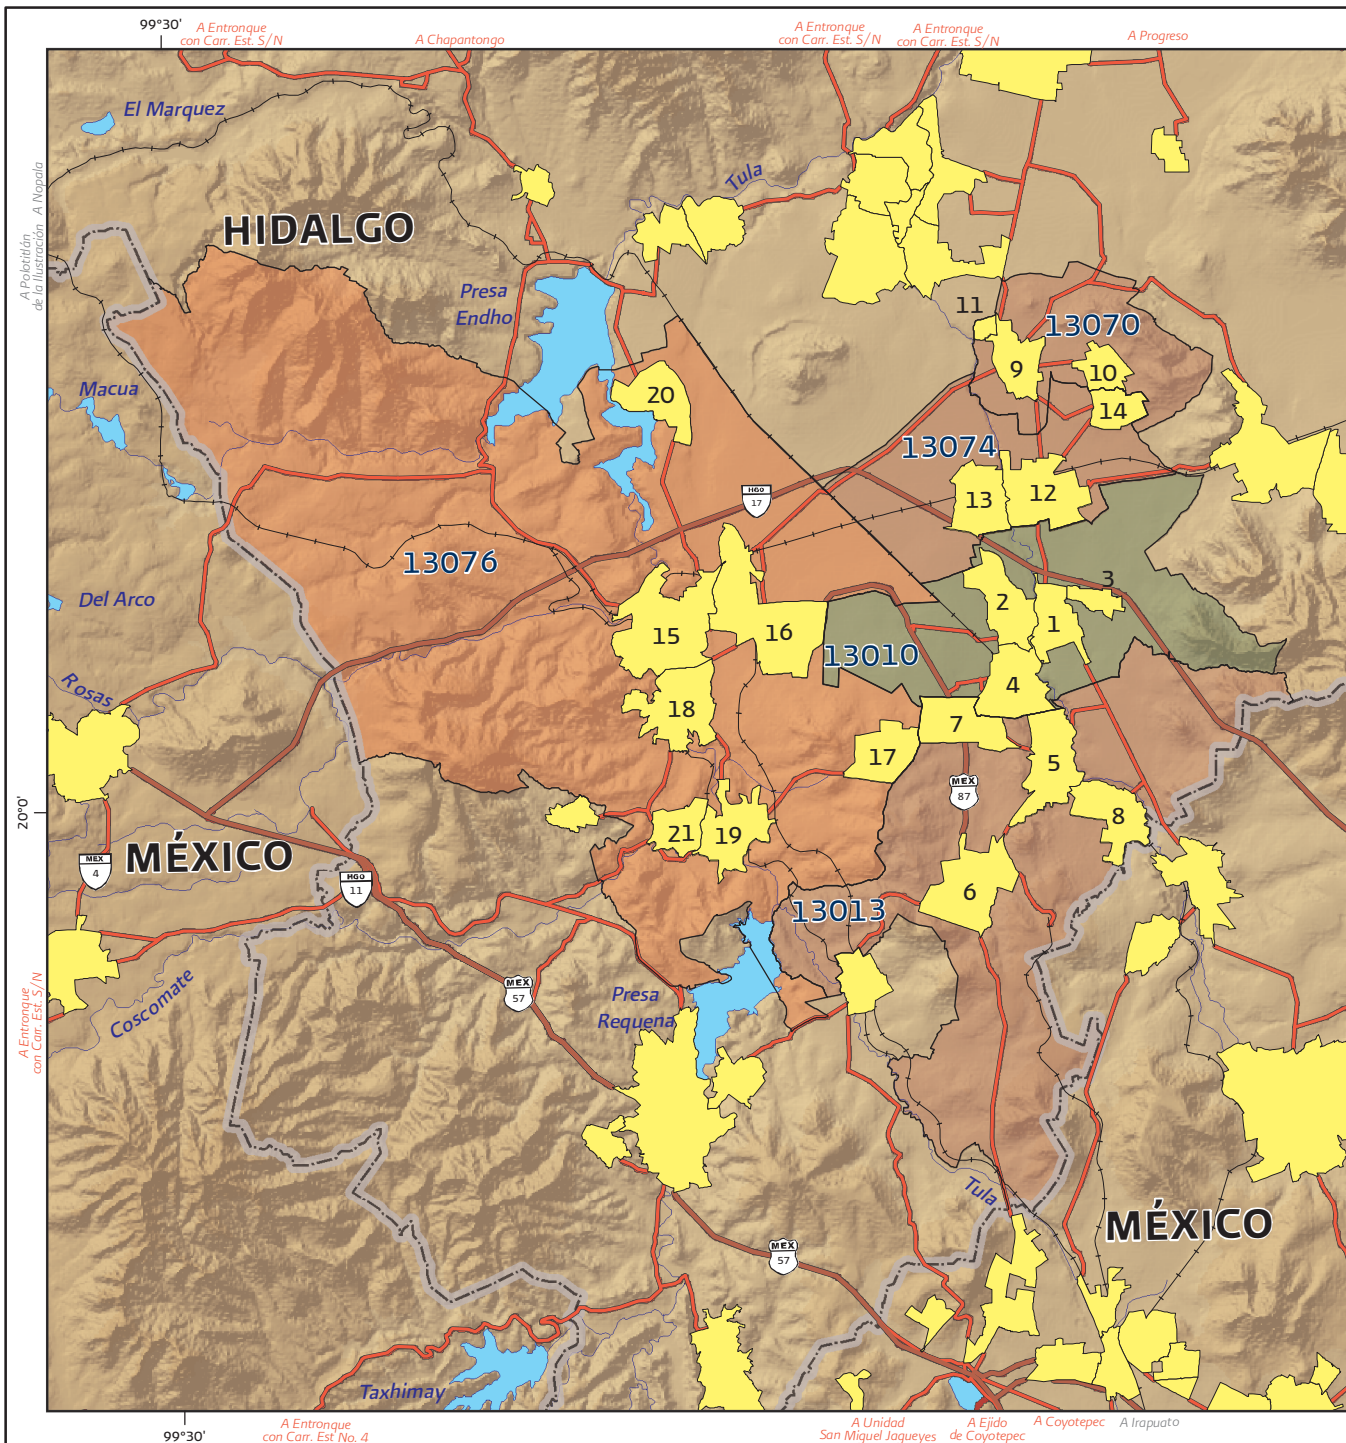 99°30'
A Entronque
con Carr. Est. S/N
A Chapantongo
A Entronque
con Carr. Est. S/N
A Entronque
con Carr. Est. S/N
A Progreso
El Marquez
A Nopala
A Polotitlán
de la Ilustración
HIDALGO
Tula
Presa
Endho
11
13070
9
10
14
Macua
20
13074
HGO
17
13
12
13076
3
Del Arco
2
1
15
16
13010
4
Rosas
18
7
17
5
MEX
87
20°0'
8
21
19
MÉXICO
MEX
4
HGO
11
6
13013
Coscomate
MEX
57
Presa
Requena
A Entronque
con Carr. Est. S/N
Tula
MÉXICO
MEX
57
Taxhimay
99°30'
A Entronque
con Carr. Est No. 4
A Unidad
San Miquel Jaqueyes
A Ejido
de Coyotepec
A Coyotepec
A Irapuato